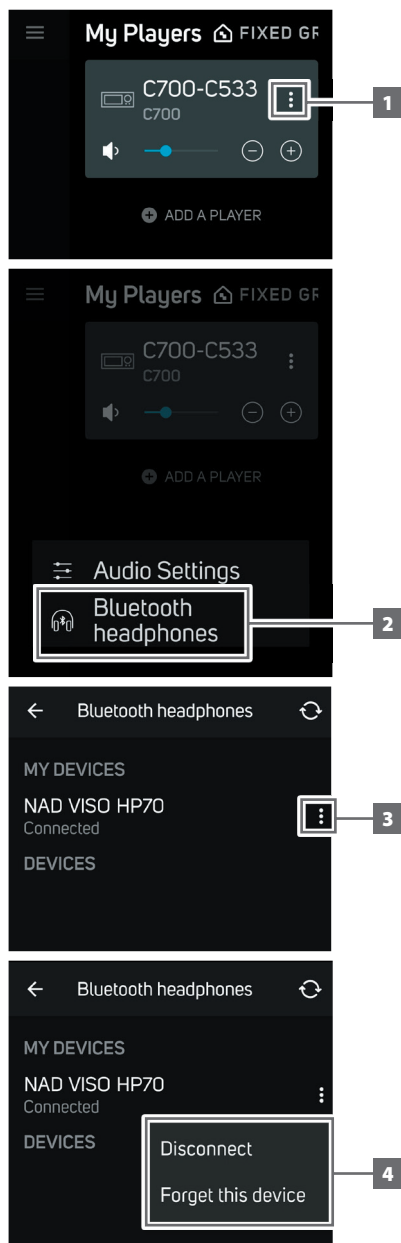 My Players FIXED GR
C700-C533
C700
1
ADD A PLAYER
My Players FIXED GR
C700-C533
C700
ADD A PLAYER
Audio Settings
Bluetooth
headphones
2
Bluetooth headphones
MY DEVICES
NAD VISO HP70
Connected
3
DEVICES
Bluetooth headphones
MY DEVICES
NAD VISO HP70
Connected
DEVICES
Disconnect
Forget this device
4